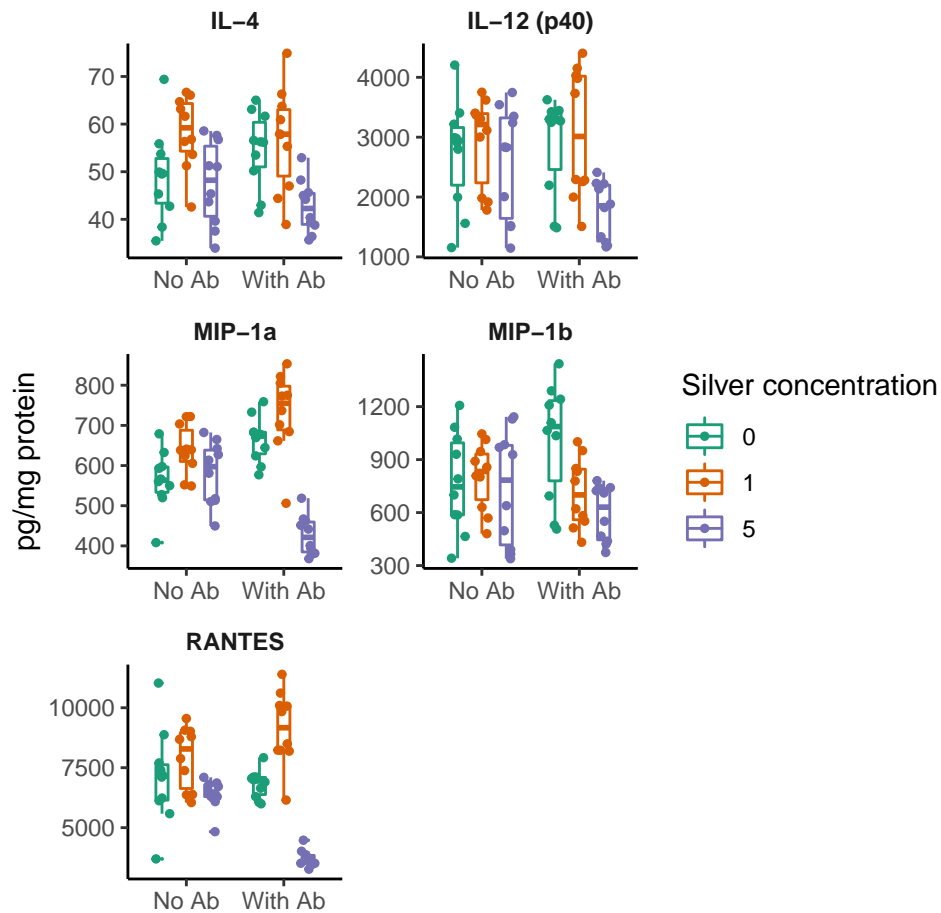 IL−4
IL−12 (p40)
70
60
50
40
4000
3000
2000
1000
No Ab With Ab
No Ab With Ab
MIP−1a
MIP−1b
800
700
600
500
400
1200
900
600
300
No Ab With Ab
No Ab With Ab
RANTES
10000
7500
5000
No Ab With Ab
pg/mg protein
Silver concentration
0
1
5